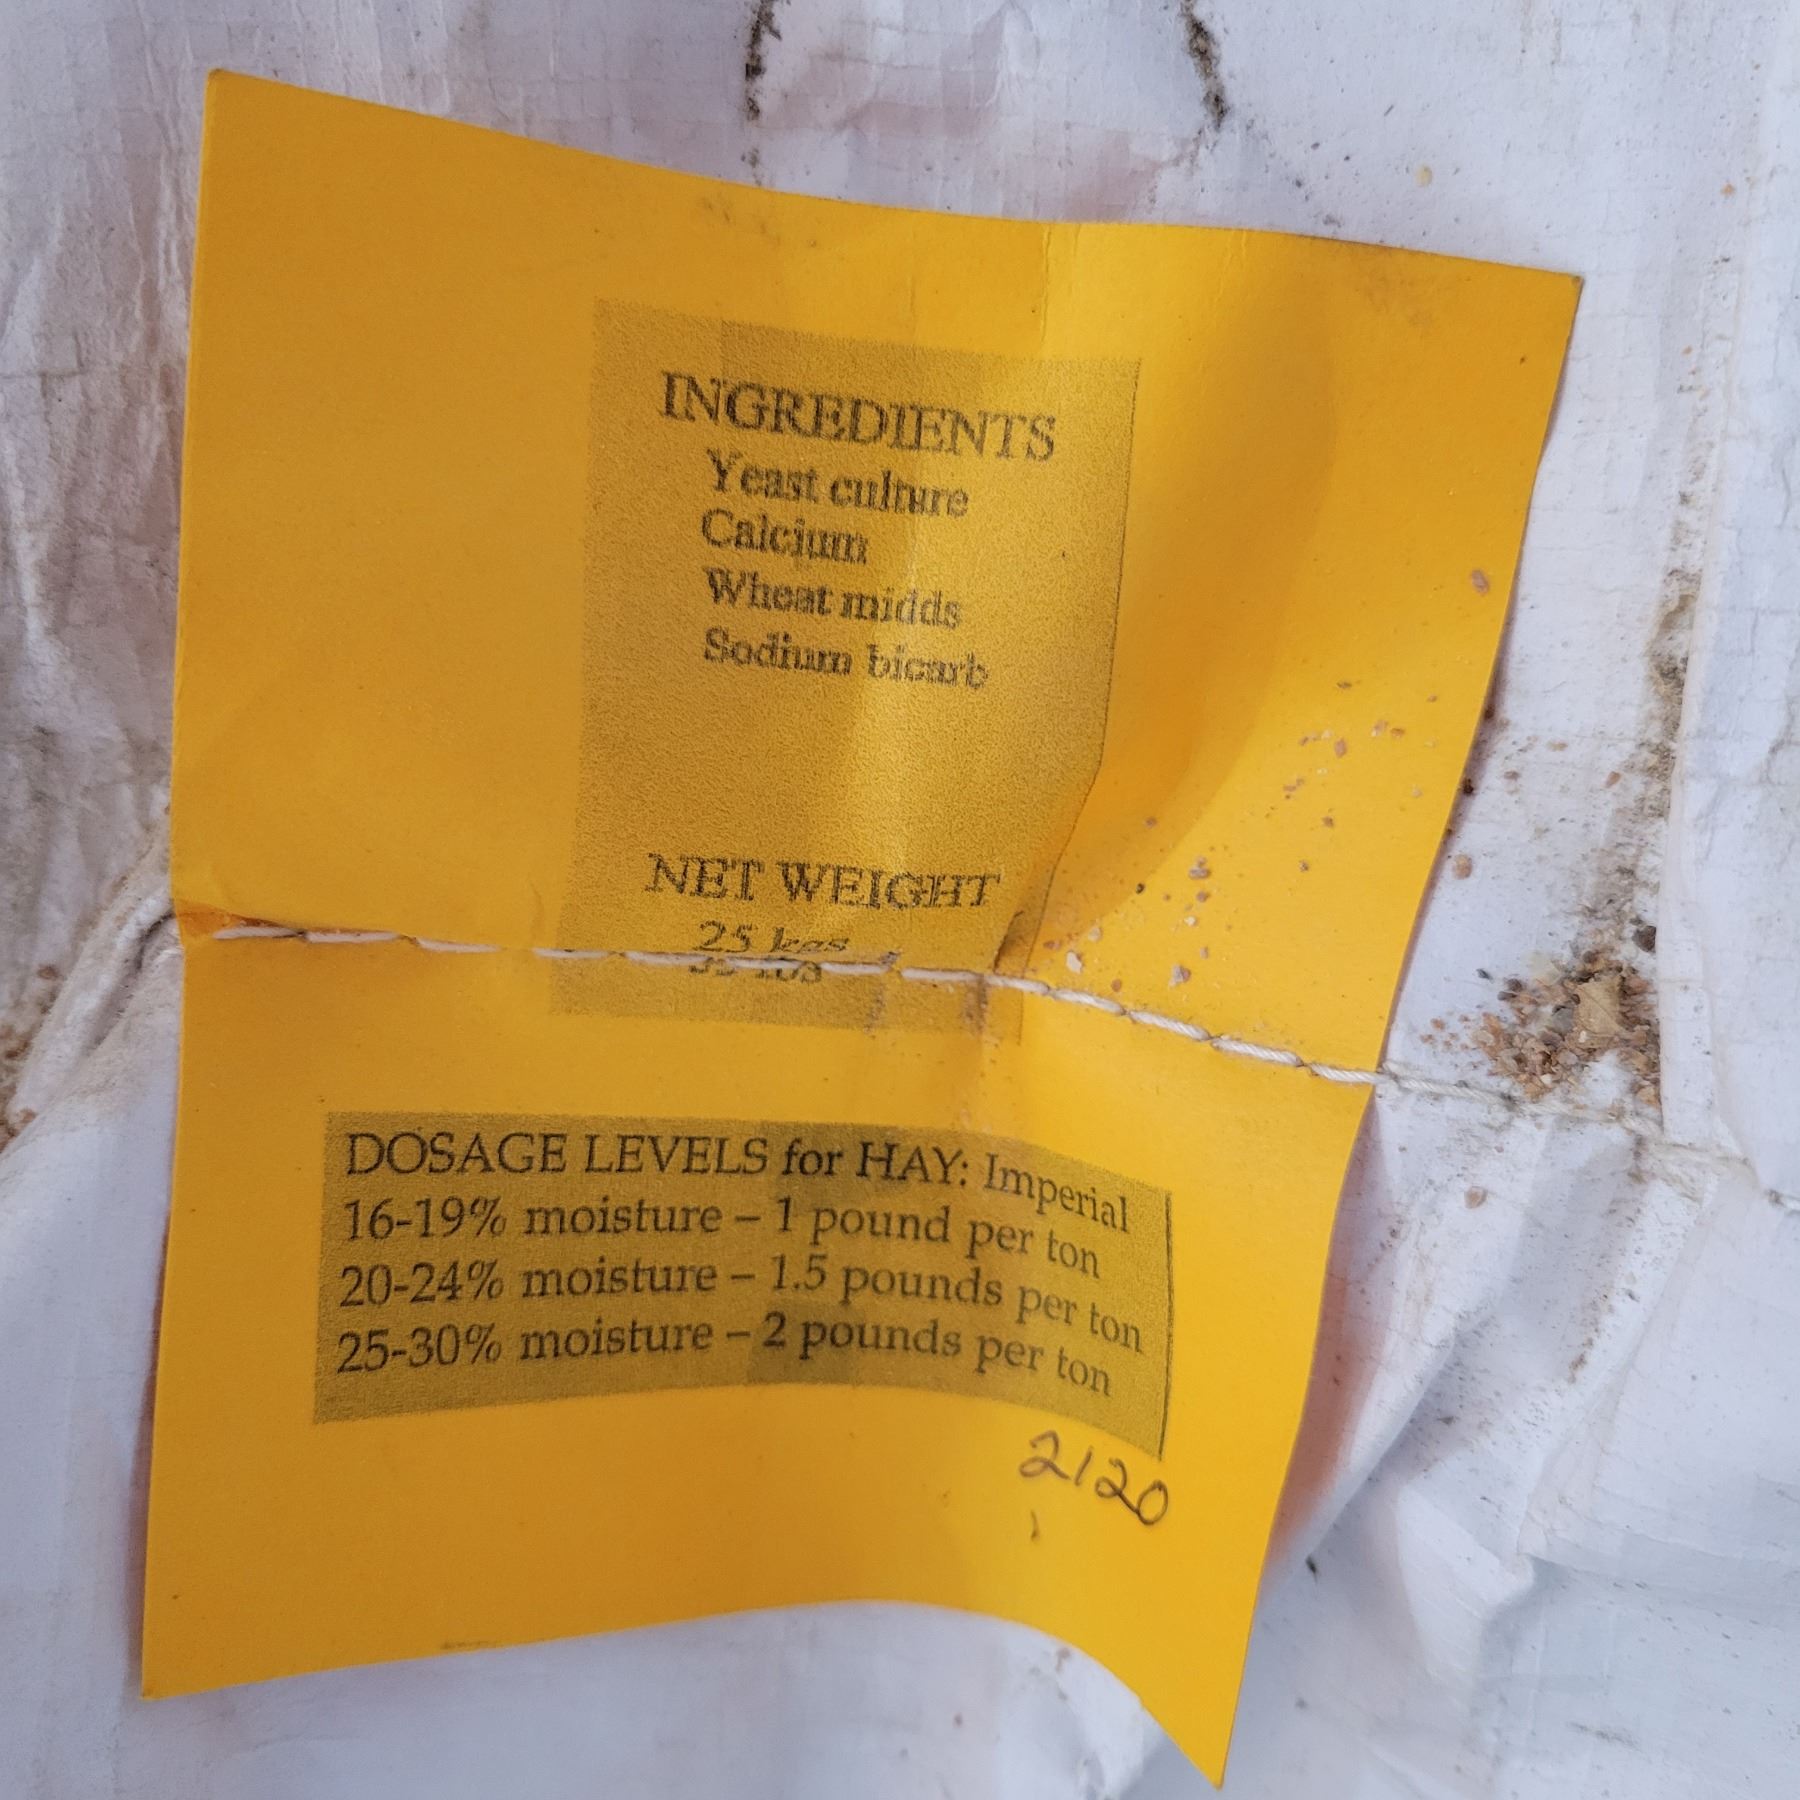 INGREDIENTS
Yeast culture
Calcium
Wheat midds
Sodium bicarb
NET WEIGHT
25 kgs
55 lbs
DOSAGE LEVELS for HAY: Imperial
16-19% moisture – 1 pound per ton
20-24% moisture – 1.5 pounds per ton
25-30% moisture – 2 pounds per ton
2120